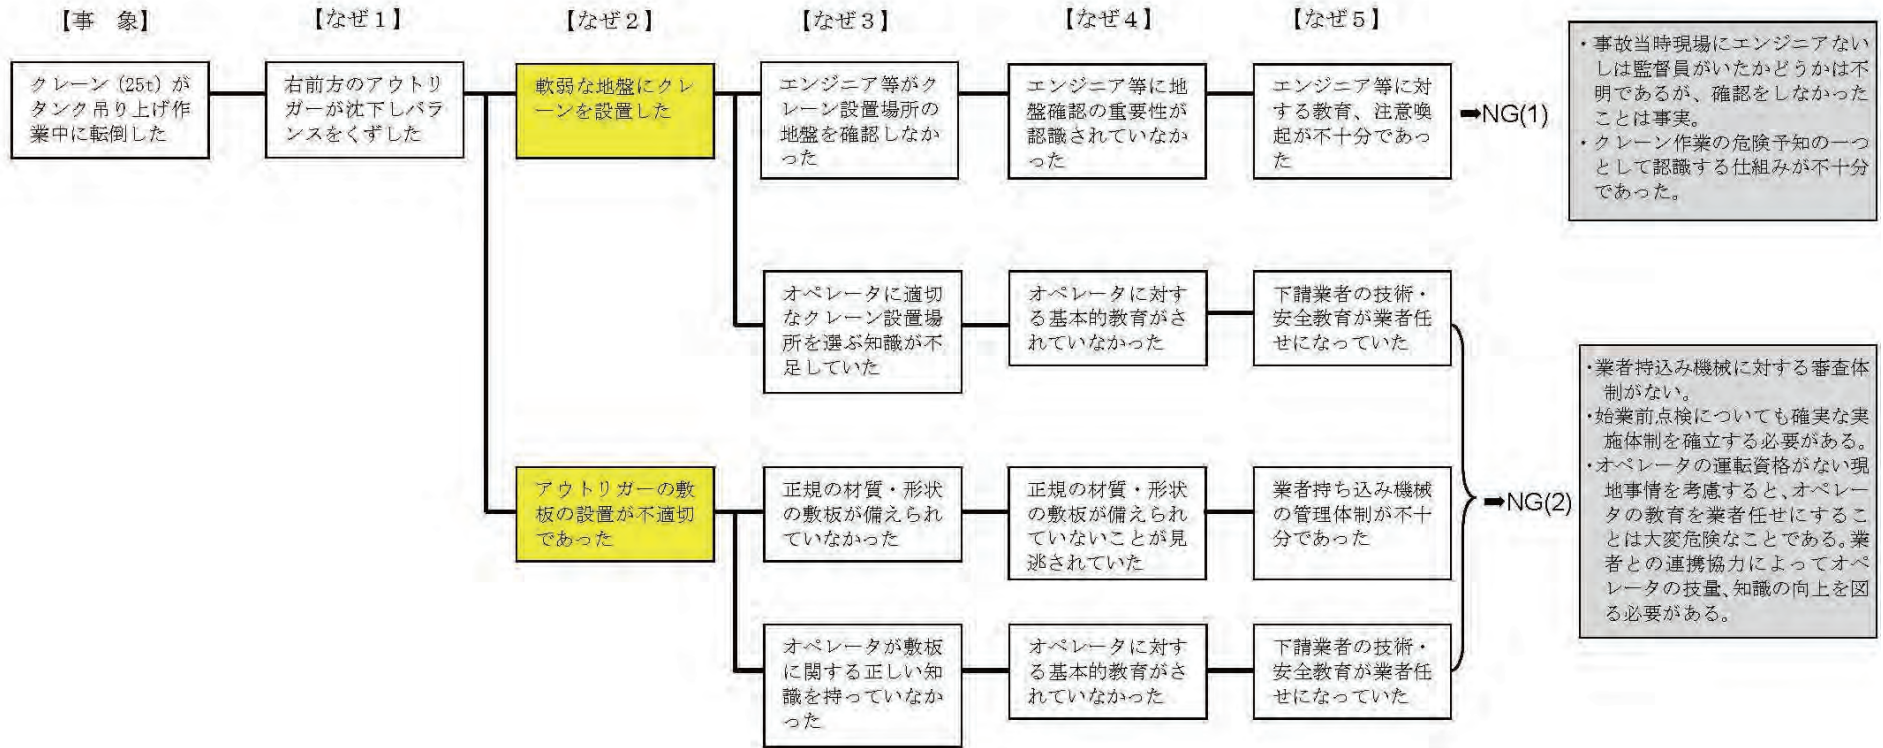 【事　象】
【なぜ１】
【なぜ２】
【なぜ３】
【なぜ４】
【なぜ５】
クレーン (25t) が
タンク吊り上げ作
業中に転倒した
右前方のアウトリ
ガーが沈下しバラ
ンスをくずした
軟弱な地盤にクレ
ーンを設置した
エンジニア等がク
レーン設置場所の
地盤を確認しなか
った
エンジニア等に地
盤確認の重要性が
認識されていなか
った
エンジニア等に対
する教育、注意喚
起が不十分であっ
た
➡NG(1)
・事故当時現場にエンジニアない
しは監督員がいたかどうかは不
明であるが、確認をしなかった
ことは事実。
・クレーン作業の危険予知の一つ
として認識する仕組みが不十分
であった。
オペレータに適切
なクレーン設置場
所を選ぶ知識が不
足していた
オペレータに対す
る基本的教育がさ
れていなかった
下請業者の技術・
安全教育が業者任
せになっていた
アウトリガーの敷
板の設置が不適切
であった
正規の材質・形状
の敷板が備えられ
ていなかった
正規の材質・形状
の敷板が備えられ
ていないことが見
逃されていた
業者持ち込み機械
の管理体制が不十
分であった
オペレータが敷板
に関する正しい知
識を持っていなか
った
オペレータに対す
る基本的教育がさ
れていなかった
下請業者の技術・
安全教育が業者任
せになっていた
➡NG(2)
・業者持込み機械に対する審査体
制がない。
・始業前点検についても確実な実
施体制を確立する必要がある。
・オペレータの運転資格がない現
地事情を考慮すると、オペレー
タの教育を業者任せにするこ
とは大変危険なことである。業
者との連携協力によってオペ
レータの技量、知識の向上を図
る必要がある。